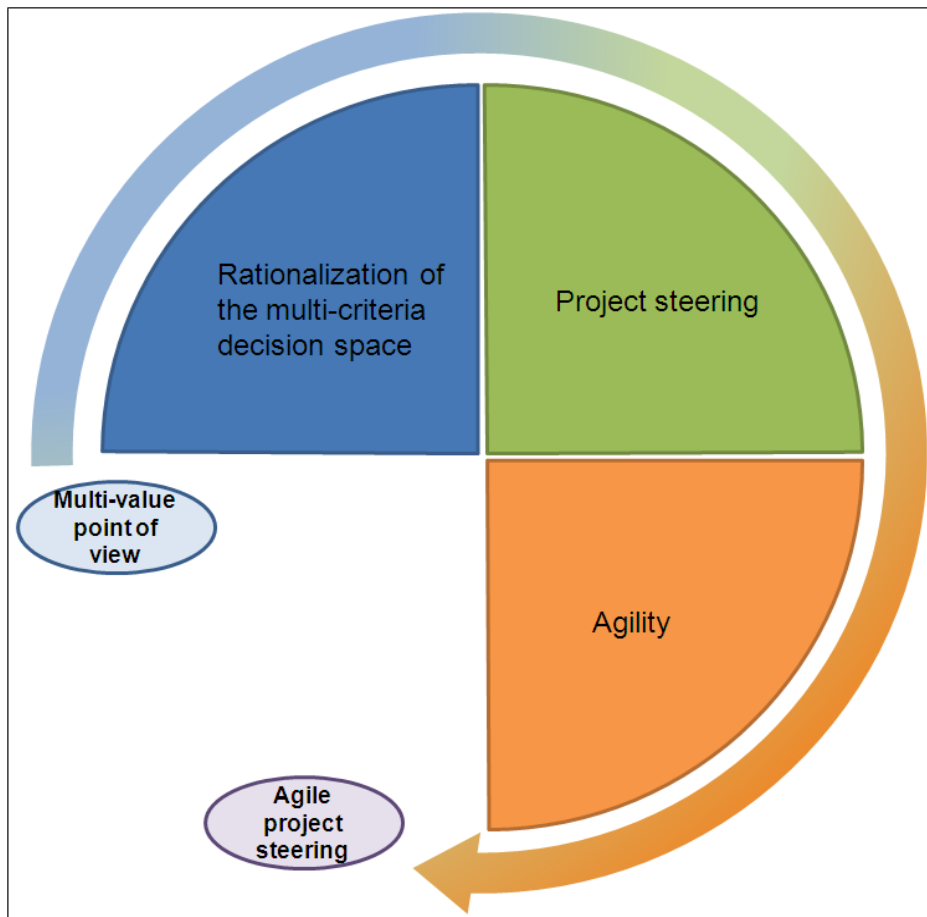 Rationalization of
the multi-criteria
decision space
Project steering
Multi-value
point of
view
Agility
Agile
project
steering